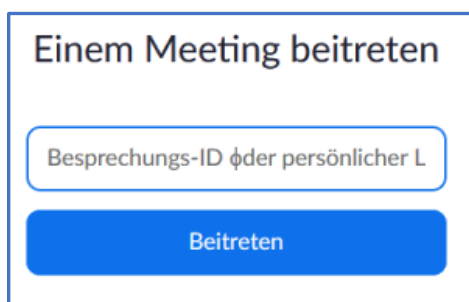 Einem Meeting beitreten
Besprechungs-ID oder persönlicher L
Beitreten